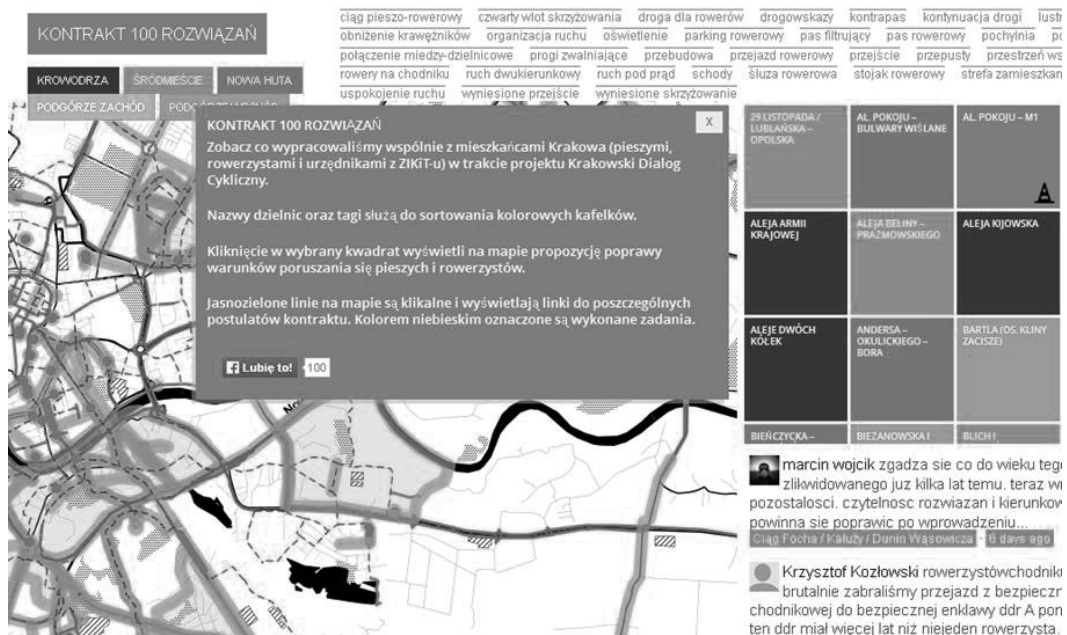 KONTRAKT 100 ROZWIĄZAŃ
KROWODRZA ŚRÓDMIEŚCIE NOWA HUTA
PODGÓRZE ZACHÓD
ciąg pieszo-rowerowy czwarty wlot skrzyżowania droga dla rowerów drogowskazy kontrapas kontynuacja drogi
obniżenie krawężników organizacja ruchu oświetlenie parking rowerowy pas filtrujący pas rowerowy pochylnia
połączenie miedzy-dzielnicowe progi zwalniające przebudowa przejazd rowerowy przejście przepusty przestrzeń
rowery na chodniku ruch dwukierunkowy ruch pod prąd schody śluza rowerowa stojak rowerowy strefa zamieszkan
uspokojenie ruchu wyniesione przejście wyniesione skrzyżowanie
KONTRAKT 100 ROZWIĄZAŃ X
Zobacz co wypracowaliśmy wspólnie z mieszkańcami Krakowa (pieszymi,
rowerzystami i urzędnikami z ZIKiT-u) w trakcie projektu Krakowski Dialog
Cykliczny.
Nazwy dzielnic oraz tagi służą do sortowania kolorowych kafelków.
Kliknięcie w wybrany kwadrat wyświetli na mapie propozycję poprawy
warunków poruszania się pieszych i rowerzystów.
Jasnozielone linie na mapie są klikalne i wyświetlają linki do poszczególnych
postulatów kontraktu. Kolorem niebieskim oznaczone są wykonane zadania.
Lubię to! 100
29 LISTOPADA /
LUBLAŃSKA –
OPOLSKA
AL. POKOJU –
BULWARY WIŚLANE
AL. POKOJU – M1
ALEJA ARMII
KRAJOWEJ
ALEJA BELINY –
PRAŻMOWSKIEGO
ALEJA KIJOWSKA
ALEJE DWÓCH
KÓŁEK
ANDERSA –
OKULICKIEGO –
BORA
BARTLA (OS. KLINY
ZACISZE)
BIEŃCZYCKA –
BIEŻANOWSKA I
BLICH I
marcin wojcik zgadza sie co do wieku teg
zlikwidowanego juz kilka lat temu. teraz
pozostalosci. czytelnosc rozwiazan i kierunkow
powinna sie poprawic po wprowadzeniu...
Ciąg Focha / Kałuży / Dunin Wąsowicza · 6 days ago
Krzysztof Kozłowski rowerzystówchodnik
brutalnie zabraliśmy przejazd z bezpieczn
chodnikowej do bezpiecznej enklawy ddr A pon
ten ddr miał wiecej lat niż niejeden rowerzysta.